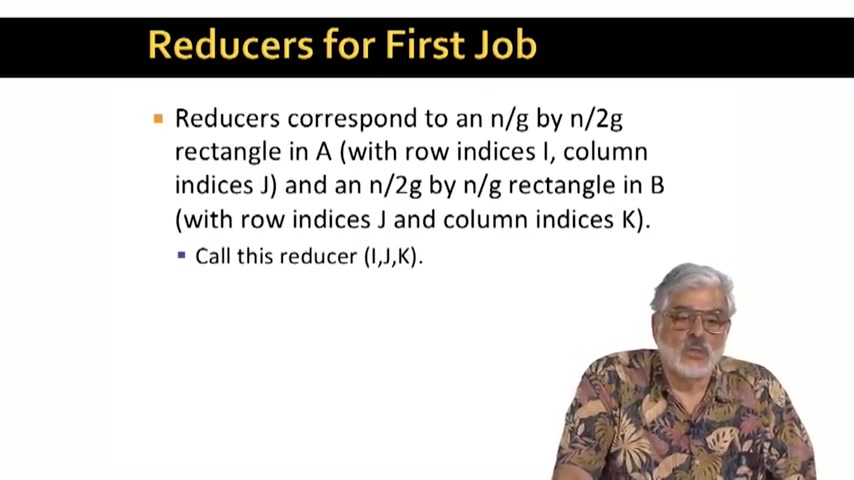 Reducers for First Job
Reducers correspond to an n/g by n/2g
rectangle in A (with row indices I, column
indices J) and an n/2g by n/g rectangle in B
(with row indices J and column indices K).
Call this reducer (I,J,K).